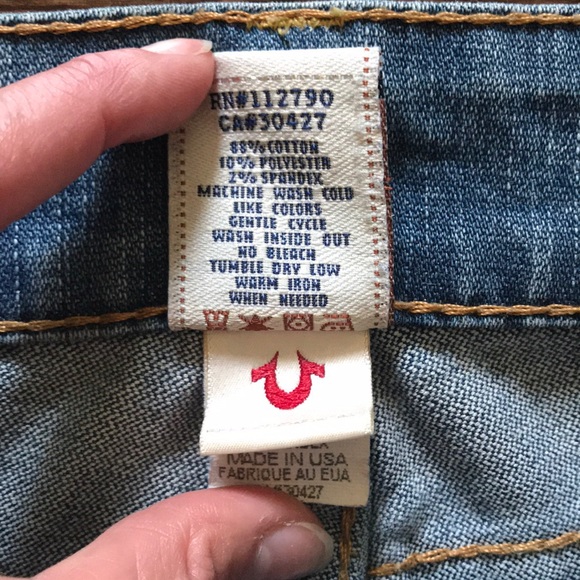 RN#112790
CA#30427
88% COTTON
10% POLYESTER
2% SPANDEX
MACHINE WASH COLD
LIKE COLORS
GENTLE CYCLE
WASH INSIDE OUT
NO BLEACH
TUMBLE DRY LOW
WARM IRON
WHEN NEEDED
MADE IN USA
FABRIQUE AU EUA